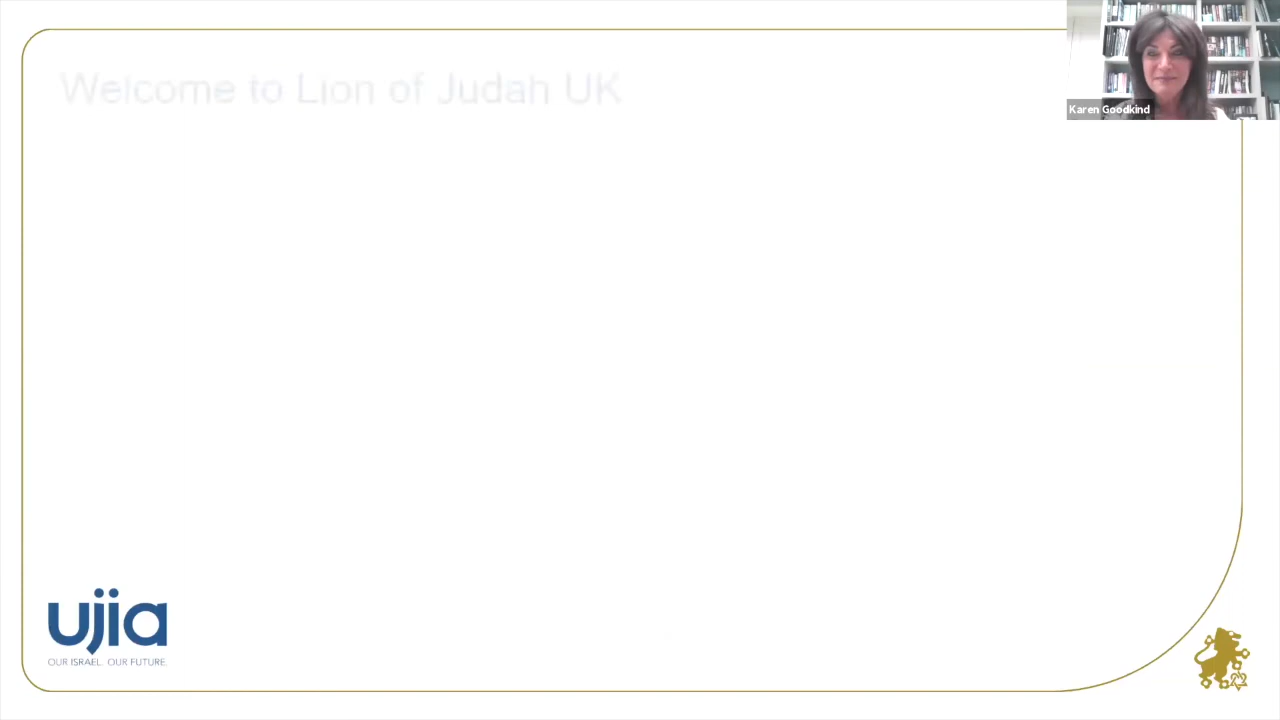 Welcome to Lion of Judah UK
Karen Goodkind
ujia
OUR ISRAEL. OUR FUTURE.